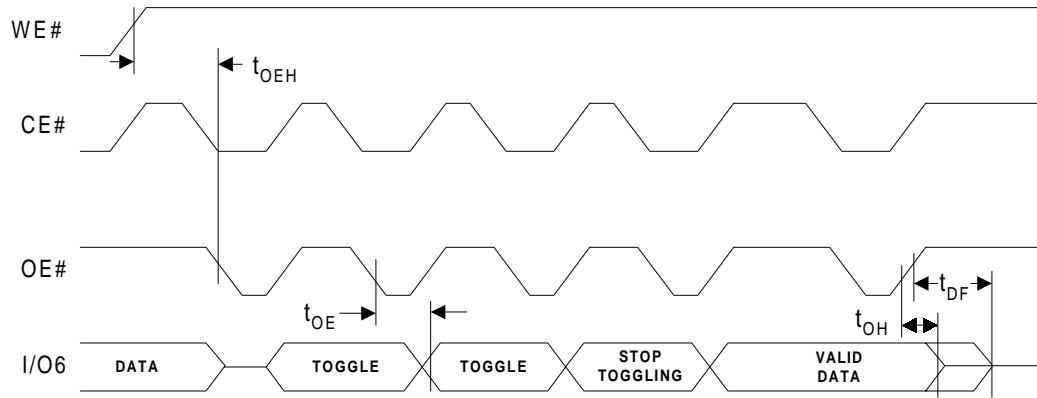 WE#
tOEH
CE#
OE#
tOE
tDF
tOH
I/O6
DATA
TOGGLE
TOGGLE
STOP
TOGGLING
VALID
DATA